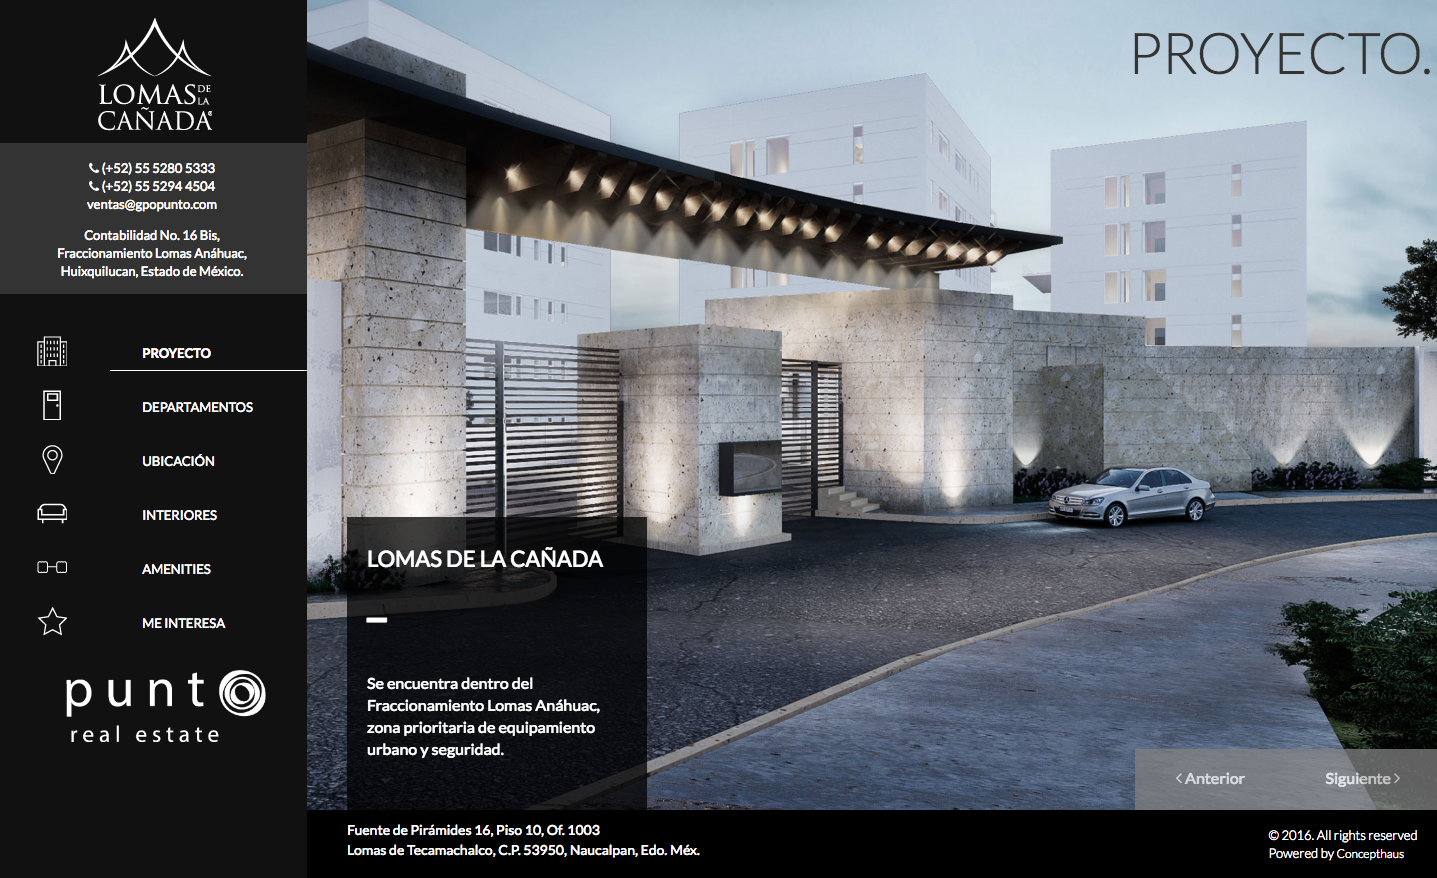 LOMAS DE LA
CAÑADA
(+52) 55 5280 5333
(+52) 55 5294 4504
ventas@gpopunto.com
Contabilidad No. 16 Bis,
Fraccionamiento Lomas Anáhuac,
Huixquilucan, Estado de México.
PROYECTO
DEPARTAMENTOS
UBICACIÓN
INTERIORES
AMENITIES
ME INTERESA
punto
real estate
PROYECTO.
LOMAS DE LA CAÑADA
Se encuentra dentro del
Fraccionamiento Lomas Anáhuac,
zona prioritaria de equipamiento
urbano y seguridad.
< Anterior
Siguiente >
Fuente de Pirámides 16, Piso 10, Of. 1003
Lomas de Tecamachalco, C.P. 53950, Naucalpan, Edo. Méx.
© 2016. All rights reserved
Powered by Concepthaus